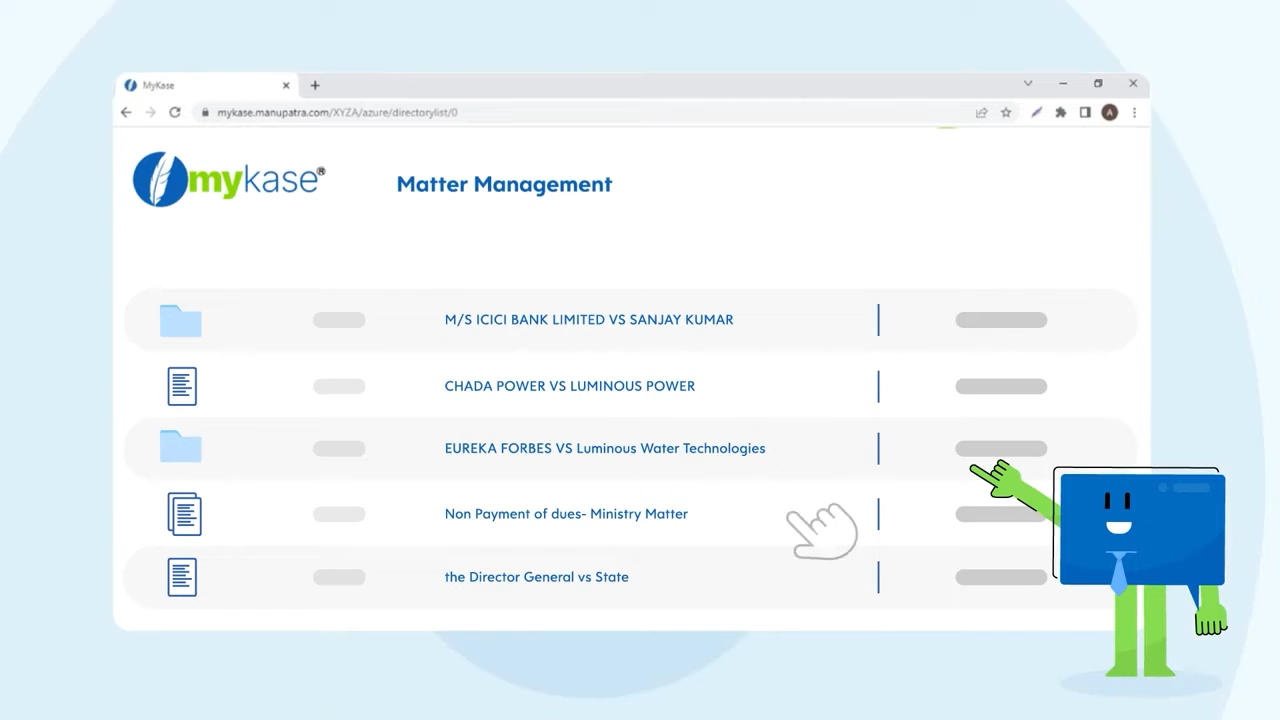 MyKase
mykase.manupatra.com/XYZA/azure/directorylist/0
A
mykase®
Matter Management
M/S ICICI BANK LIMITED VS SANJAY KUMAR
CHADA POWER VS LUMINOUS POWER
EUREKA FORBES VS Luminous Water Technologies
Non Payment of dues- Ministry Matter
the Director General vs State